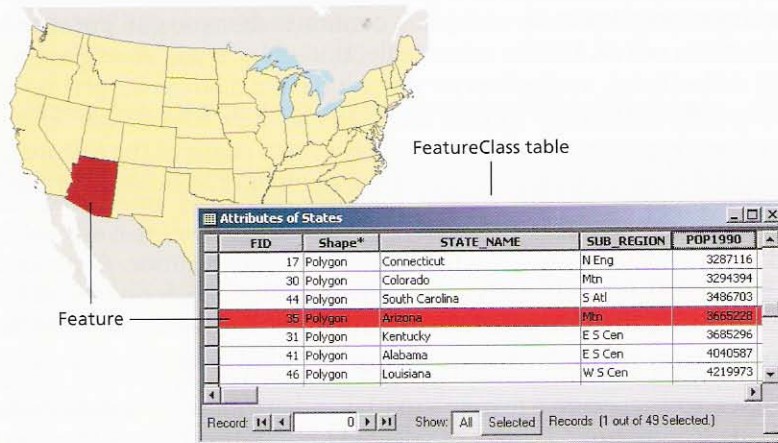 FeatureClass table
Attributes of States
FID Shape* STATE_NAME SUB_REGION POP1990
17 Polygon Connecticut N Eng 3287116
30 Polygon Colorado Mtn 3294394
44 Polygon South Carolina S Atl 3486703
Feature
35 Polygon Arizona Mtn 3665228
31 Polygon Kentucky E S Cen 3685296
41 Polygon Alabama E S Cen 4040587
46 Polygon Louisiana W S Cen 4219973
Record: 0 Show: All Selected Records (1 out of 49 Selected.)